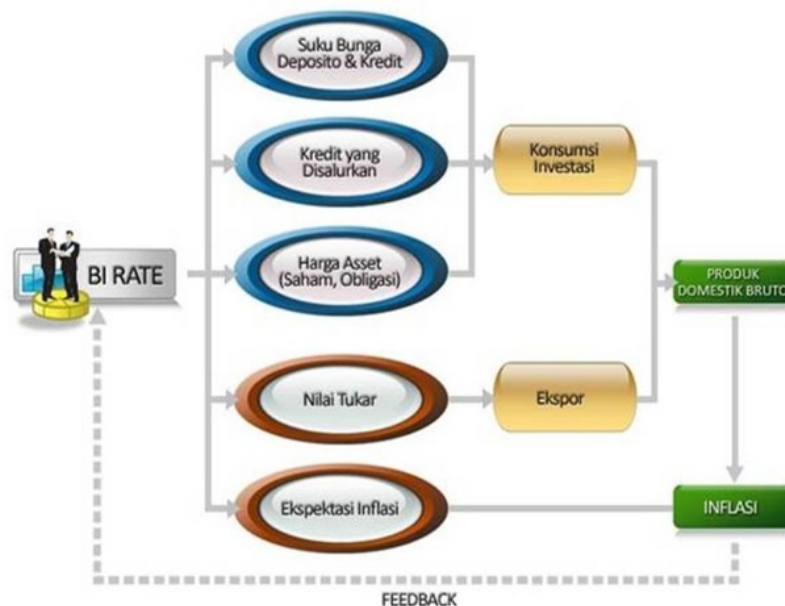 Suku Bunga
Deposito & Kredit
Kredit yang
Disalurkan
Konsumsi
Investasi
BI RATE
Harga Asset
(Saham, Obligasi)
PRODUK
DOMESTIK BRUTO
Nilai Tukar
Ekspor
Ekspektasi Inflasi
INFLASI
FEEDBACK